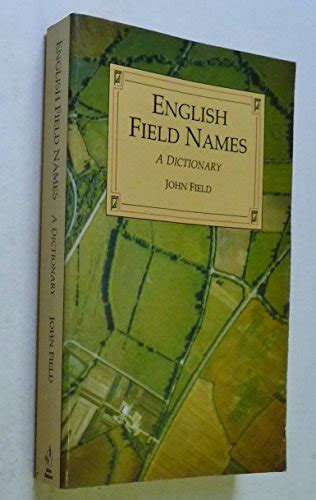 ENGLISH
FIELD NAMES
A DICTIONARY
JOHN FIELD
ENGLISH FIELD NAMES A DICTIONARY JOHN FIELD